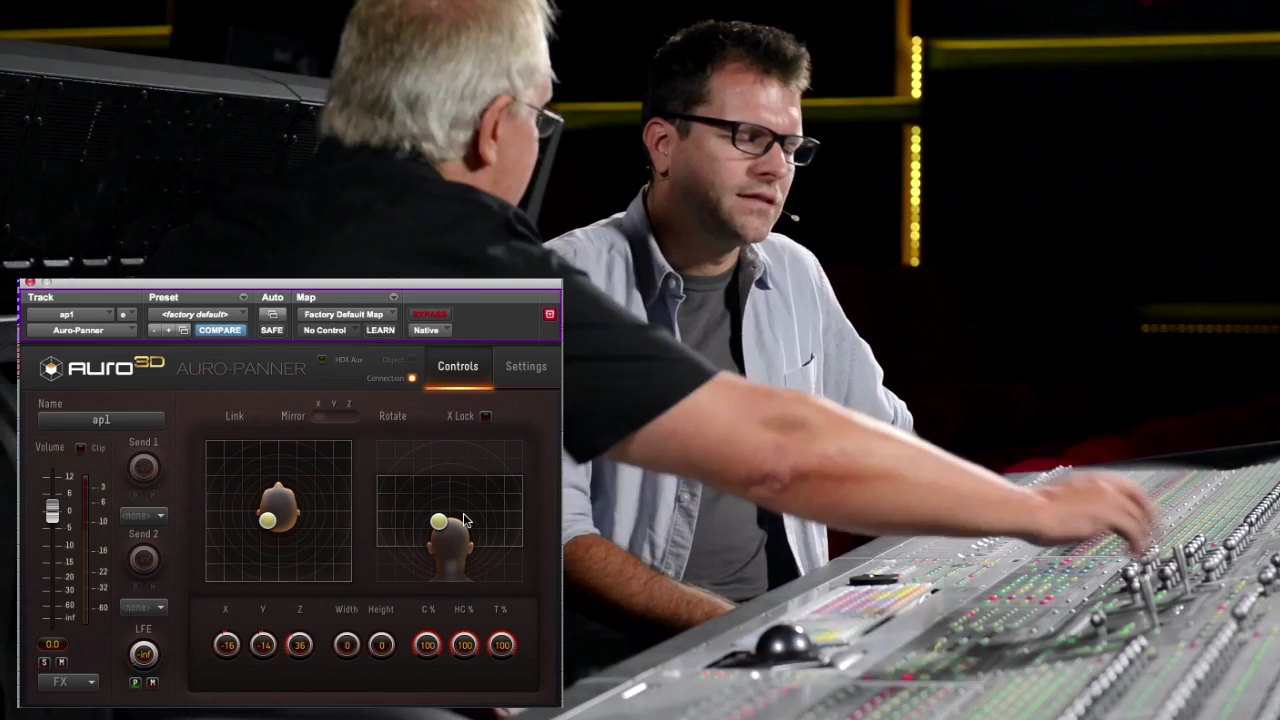 Track Preset Auto Map
ap1 <factory default> Factory Default Map BYPASS
Auro-Panner - + COMPARE SAFE No Control LEARN Native
AURO3D AURO-PANNER HDX Aux Object Controls Settings
Connection
Name
ap1
Link Mirror X Y Z Rotate X Lock
Volume Clip Send 1
12 6 0 5 10 15 20 30 60 inf
3 6 10 16 22 32 60
<none>
Send 2
<none>
LFE
-inf
P M
0.0
S M
FX
X Y Z Width Height C % HC % T %
-16 -14 36 0 0 100 100 100